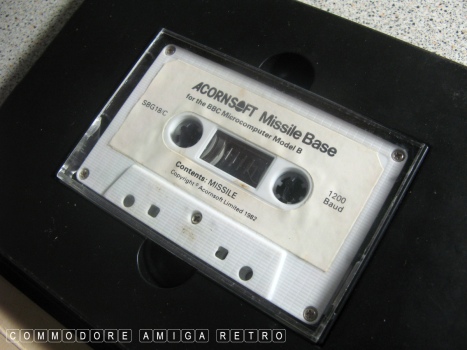 ACORNSOFT Missile Base
for the BBC Microcomputer Model B
SBG18/C
1200
Baud
Contents: MISSILE
Copyright © Acornsoft Limited 1982
COMMODORE AMIGA RETRO